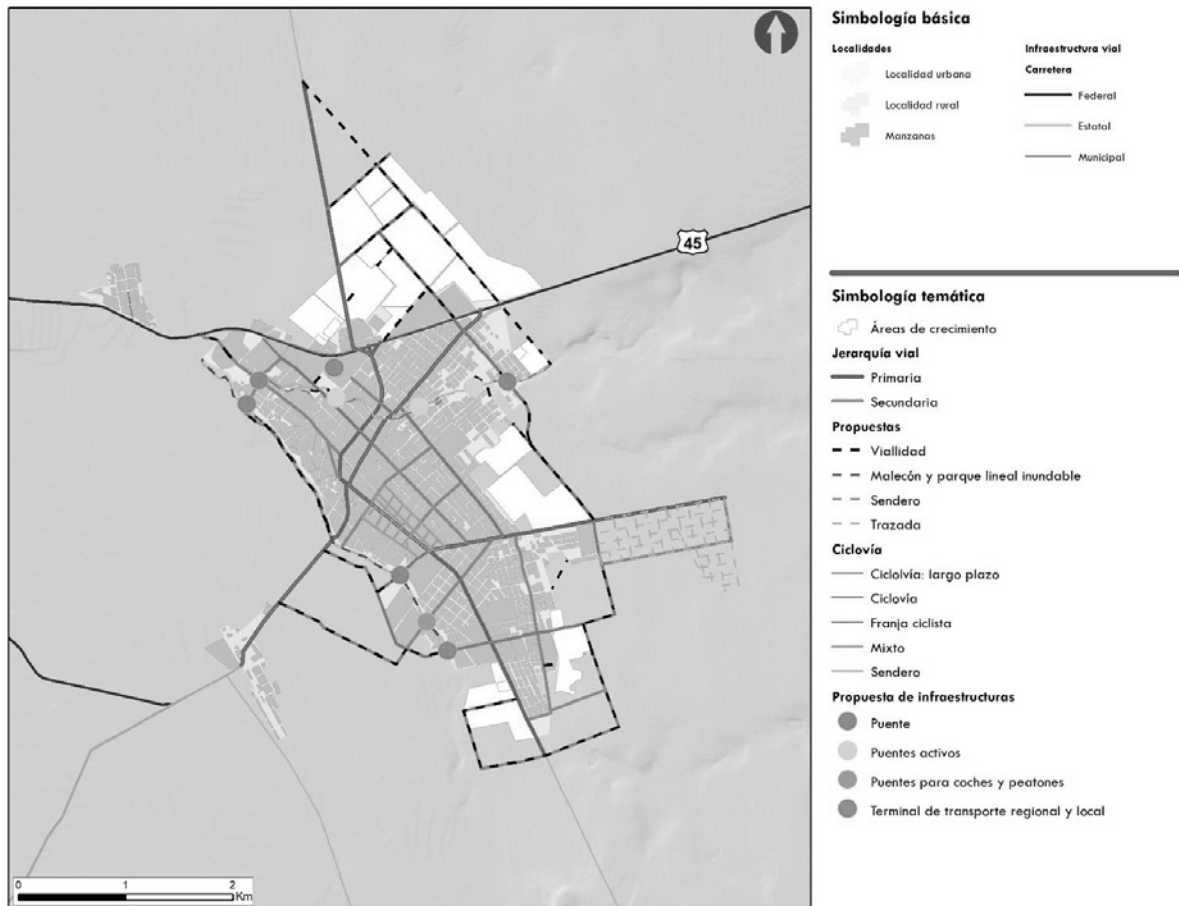 Simbología básica
Localidades
Localidad urbana
Localidad rural
Manzanas
Infraestructura vial
Carretera
Federal
Estatal
Municipal
45
Simbología temática
Áreas de crecimiento
Jerarquía vial
Primaria
Secundaria
Propuestas
Viallidad
Malecón y parque lineal inundable
Sendero
Trazada
Ciclovía
Ciclolvía: largo plazo
Ciclovía
Franja ciclista
Mixto
Sendero
Propuesta de infraestructuras
Puente
Puentes activos
Puentes para coches y peatones
Terminal de transporte regional y local
0 1 2
Km